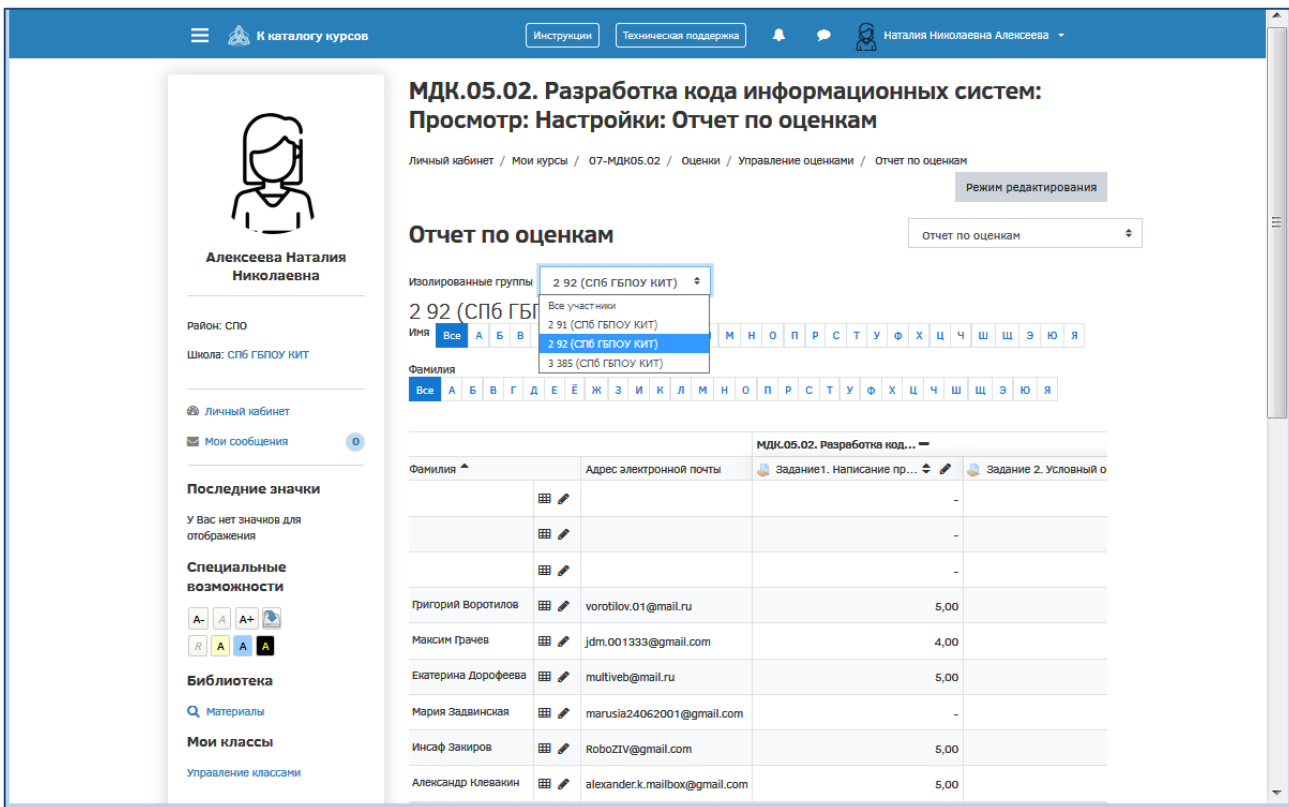 К каталогу курсов
Инструкции
Техническая поддержка
Наталия Николаевна Алексеева
МДК.05.02. Разработка кода информационных систем:
Просмотр: Настройки: Отчет по оценкам
Личный кабинет / Мои курсы / 07-МДК05.02 / Оценки / Управление оценками / Отчет по оценкам
Режим редактирования
Алексеева Наталия
Николаевна
Район: СПО
Школа: СПб ГБПОУ КИТ
Личный кабинет
Мои сообщения 0
Последние значки
У Вас нет значков для
отображения
Специальные
возможности
A- A A+
R A A A
Библиотека
Материалы
Мои классы
Управление классами
Отчет по оценкам
Отчет по оценкам
Изолированные группы 2 92 (СПб ГБПОУ КИТ)
Все участники
2 91 (СПб ГБПОУ КИТ)
2 92 (СПб ГБПОУ КИТ)
3 385 (СПб ГБПОУ КИТ)
2 92 (СПб
Имя Все А Б В М Н О П Р С Т У Ф Х Ц Ч Ш Щ Э Ю Я
Фамилия
Все А Б В Г Д Е Ё Ж З И К Л М Н О П Р С Т У Ф Х Ц Ч Ш Щ Э Ю Я
МДК.05.02. Разработка код...
Фамилия Адрес электронной почты Задание1. Написание пр... Задание 2. Условный о
-
-
-
Григорий Воротилов vorotilov.01@mail.ru 5,00
Максим Грачев jdm.001333@gmail.com 4,00
Екатерина Дорофеева multiveb@mail.ru 5,00
Мария Задвинская marusia24062001@gmail.com -
Инсаф Закиров RoboZIV@gmail.com 5,00
Александр Клевакин alexander.k.mailbox@gmail.com 5,00